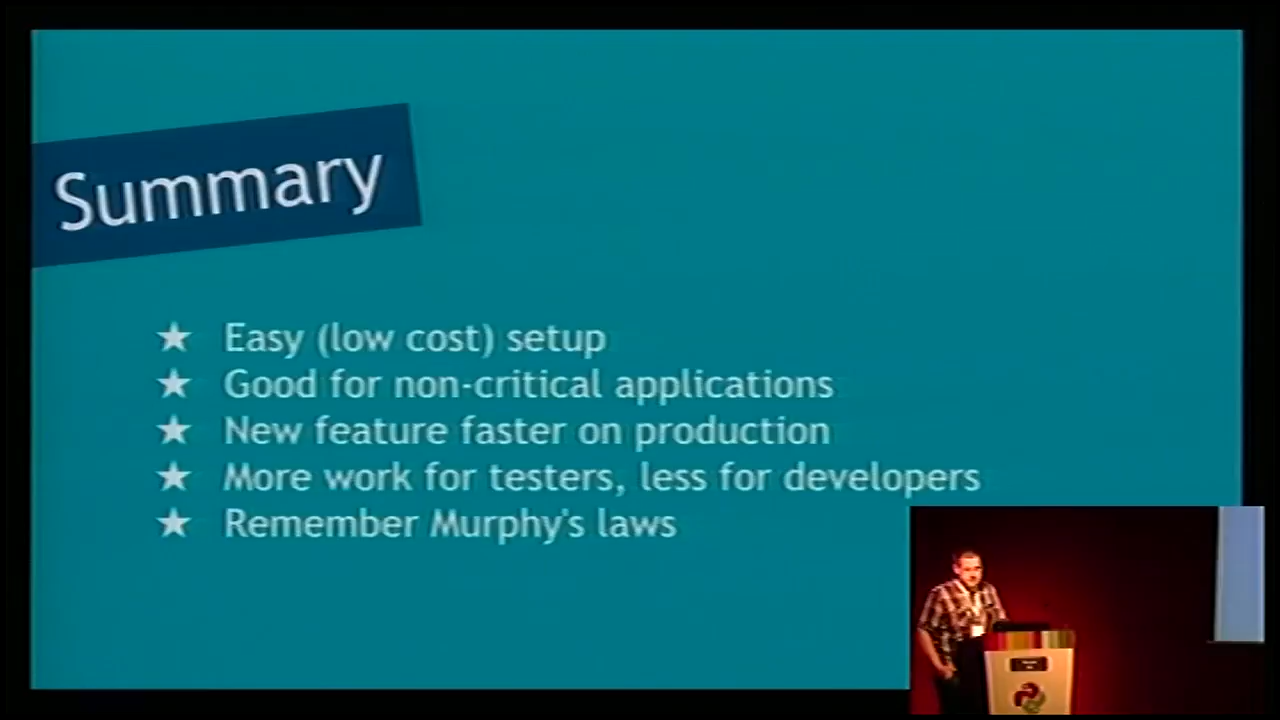 Summary
★ Easy (low cost) setup
★ Good for non-critical applications
★ New feature faster on production
★ More work for testers, less for developers
★ Remember Murphy's laws